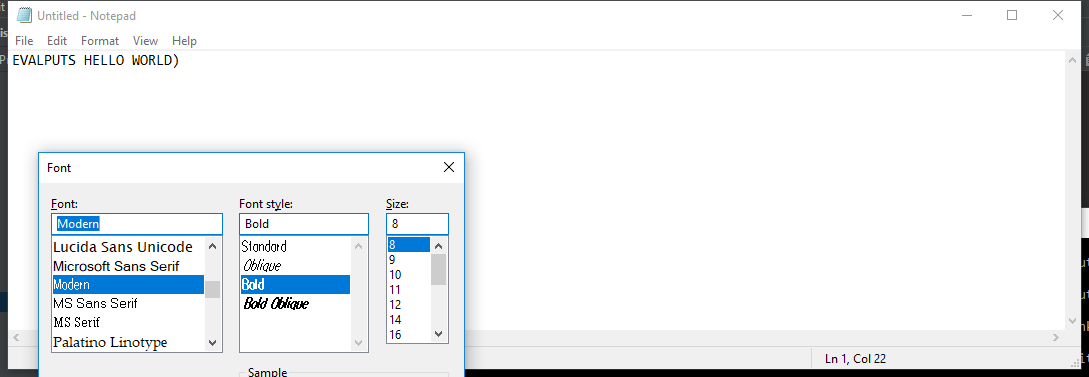 Untitled - Notepad
File Edit Format View Help
EVALPUTS HELLO WORLD)
Font
Font: Font style: Size:
Modern Bold 8
Lucida Sans Unicode
Microsoft Sans Serif
Modern
MS Sans Serif
MS Serif
Palatino Linotype
Standard
Oblique
Bold
Bold Oblique
8
9
10
11
12
14
16
Sample
Ln 1, Col 22